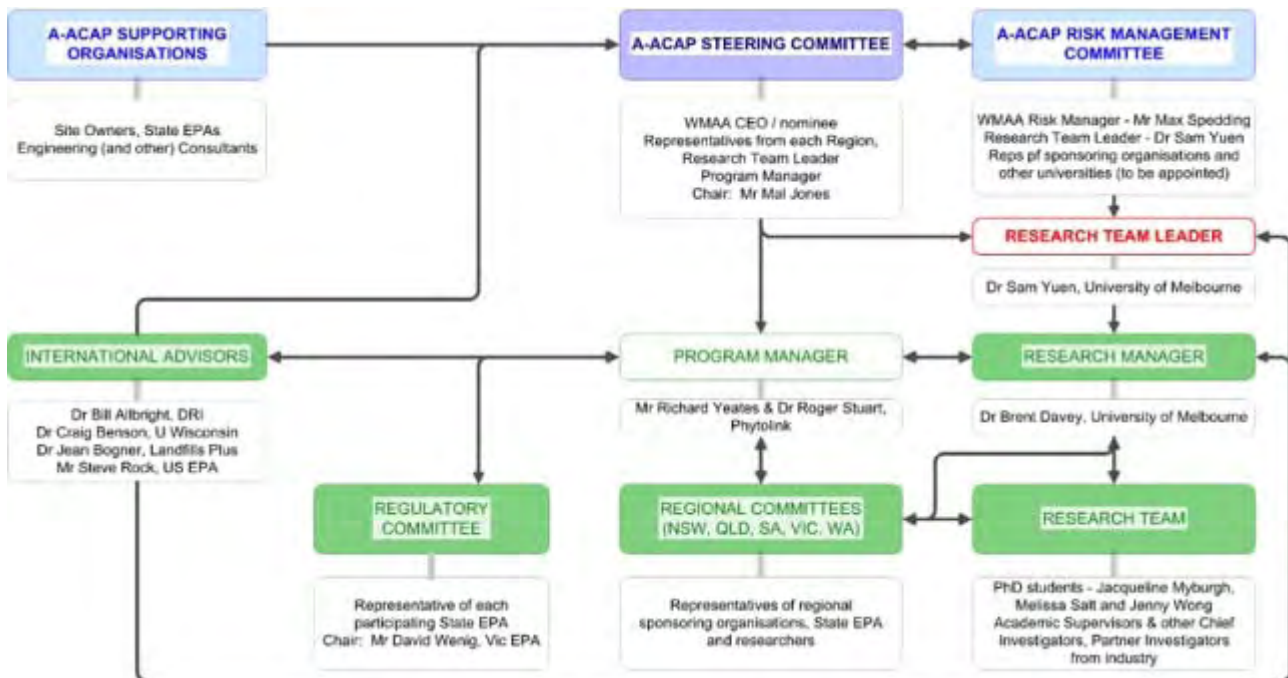 A-ACAP SUPPORTING
ORGANISATIONS
Site Owners, State EPAs
Engineering (and other) Consultants
A-ACAP STEERING COMMITTEE
WMAA CEO / nominee
Representatives from each Region,
Research Team Leader
Program Manager
Chair: Mr Mal Jones
A-ACAP RISK MANAGEMENT
COMMITTEE
WMAA Risk Manager - Mr Max Spedding
Research Team Leader - Dr Sam Yuen
Reps pf sponsoring organisations and
other universities (to be appointed)
RESEARCH TEAM LEADER
Dr Sam Yuen, University of Melbourne
INTERNATIONAL ADVISORS
Dr Bill Albright, DRI
Dr Craig Benson, U Wisconsin
Dr Jean Bogner, Landfills Plus
Mr Steve Rock, US EPA
PROGRAM MANAGER
Mr Richard Yeates & Dr Roger Stuart,
Phytolink
RESEARCH MANAGER
Dr Brent Davey, University of Melbourne
REGULATORY
COMMITTEE
Representative of each
participating State EPA
Chair: Mr David Wenig, Vic EPA
REGIONAL COMMITTEES
(NSW, QLD, SA, VIC, WA)
Representatives of regional
sponsoring organisations, State EPA
and researchers
RESEARCH TEAM
PhD students - Jacqueline Myburgh,
Melissa Salt and Jenny Wong
Academic Supervisors & other Chief
Investigators, Partner Investigators
from industry